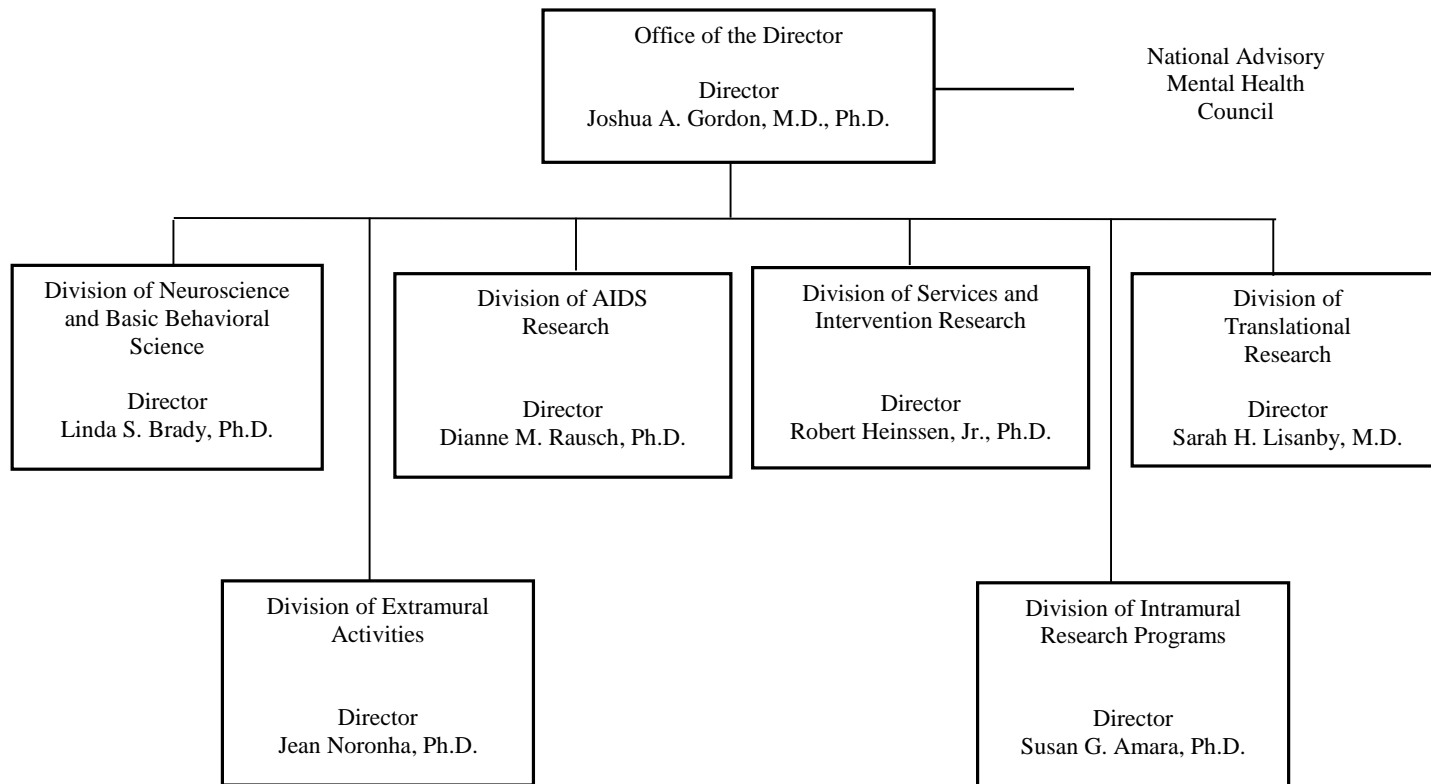 Office of the Director
Director
Joshua A. Gordon, M.D., Ph.D.
National Advisory
Mental Health
Council
Division of Neuroscience
and Basic Behavioral
Science
Director
Linda S. Brady, Ph.D.
Division of AIDS
Research
Director
Dianne M. Rausch, Ph.D.
Division of Services and
Intervention Research
Director
Robert Heinssen, Jr., Ph.D.
Division of
Translational
Research
Director
Sarah H. Lisanby, M.D.
Division of Extramural
Activities
Director
Jean Noronha, Ph.D.
Division of Intramural
Research Programs
Director
Susan G. Amara, Ph.D.